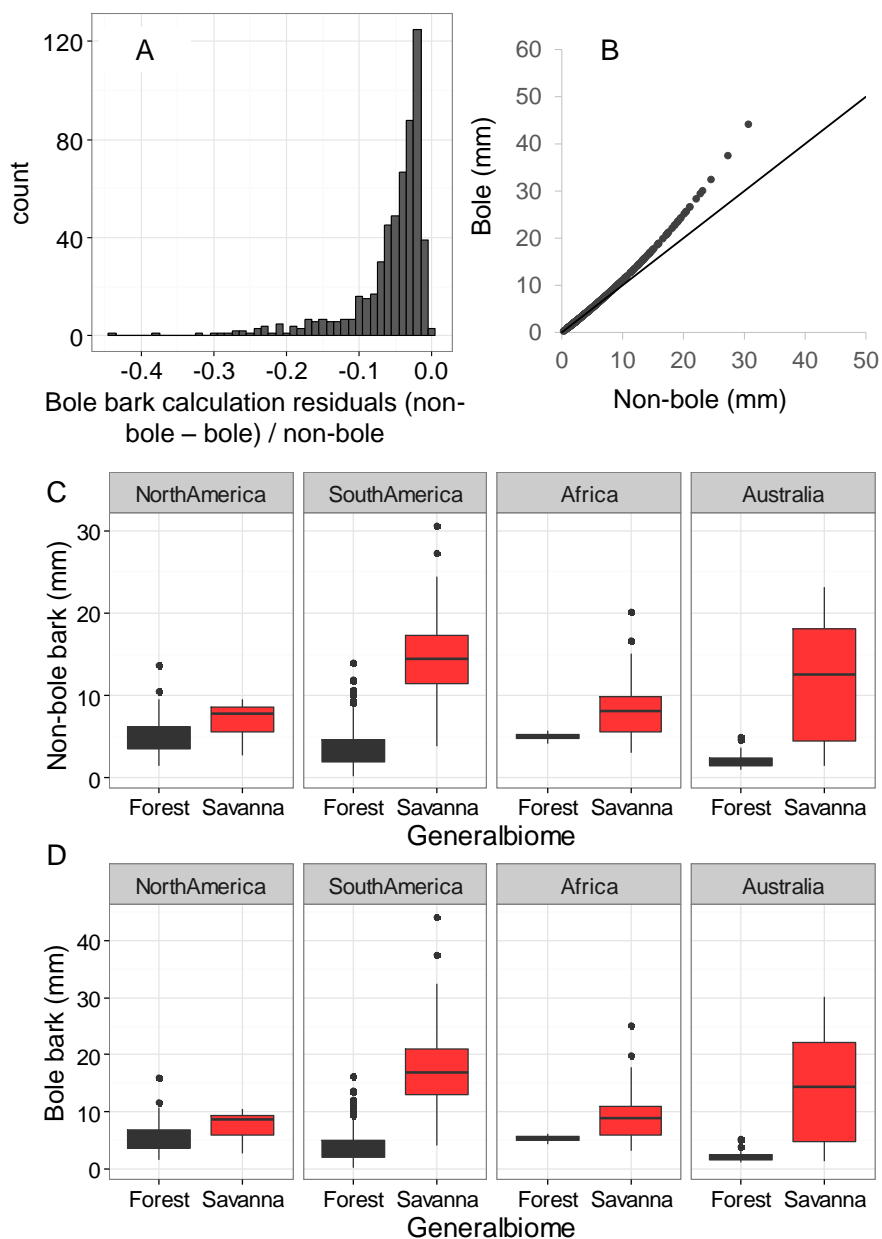 A
120
80
40
0
count
-0.4 -0.3 -0.2 -0.1 0.0
Bole bark calculation residuals (non-
bole – bole) / non-bole
B
60
50
40
30
20
10
0
Bole (mm)
0 10 20 30 40 50
Non-bole (mm)
C
NorthAmerica SouthAmerica Africa Australia
30
20
10
0
Non-bole bark (mm)
Forest Savanna Forest Savanna Forest Savanna Forest Savanna
Generalbiome
D
NorthAmerica SouthAmerica Africa Australia
40
30
20
10
0
Bole bark (mm)
Forest Savanna Forest Savanna Forest Savanna Forest Savanna
Generalbiome